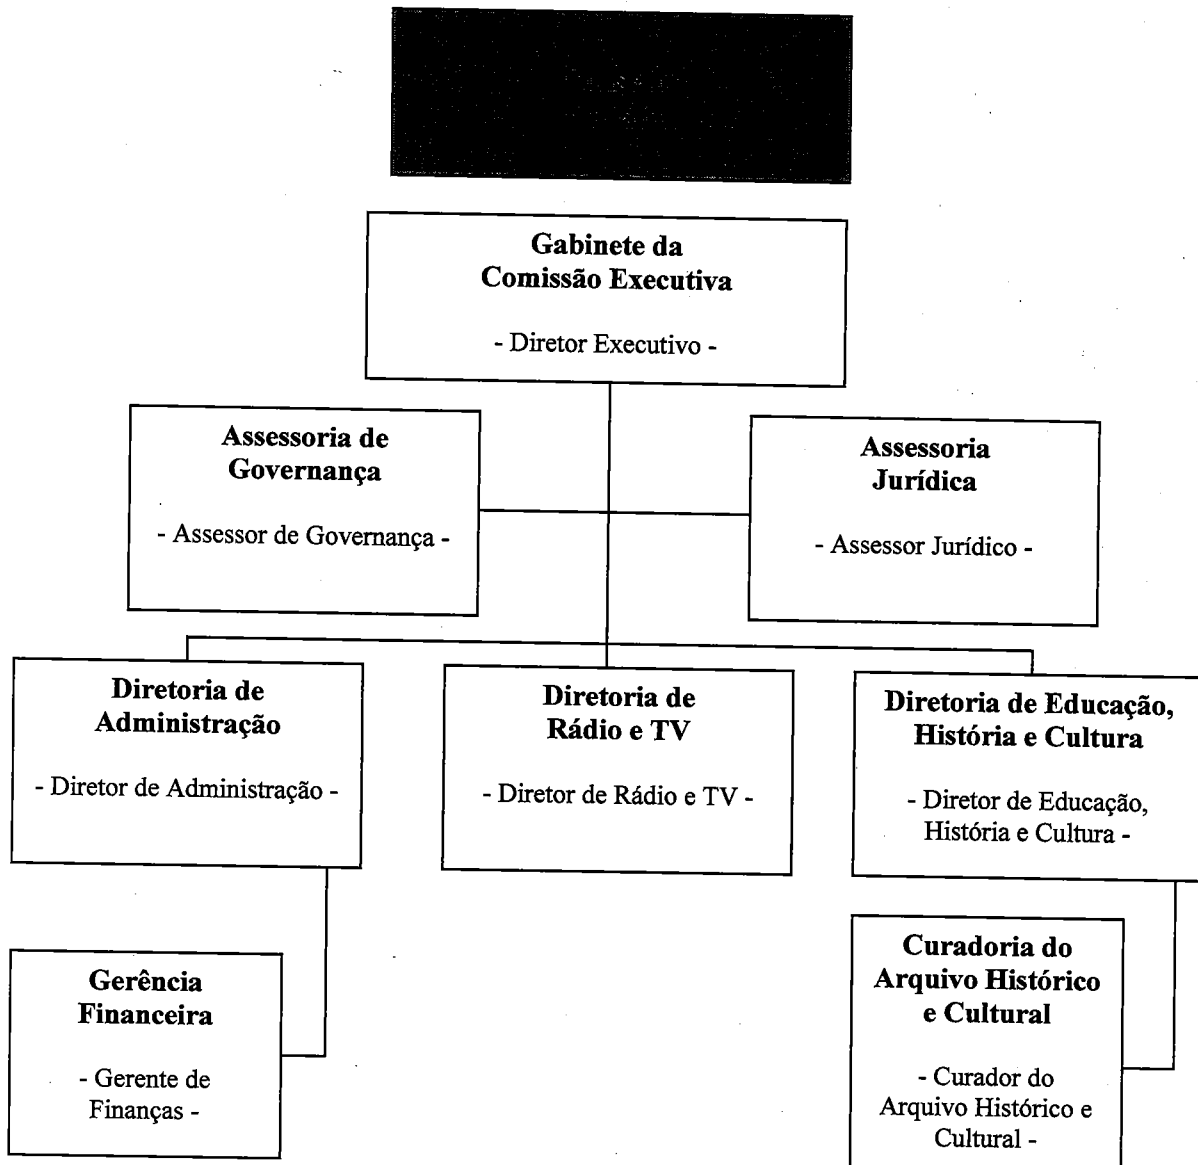 Gabinete da
Comissão Executiva
- Diretor Executivo -
Assessoria de
Governança
- Assessor de Governança -
Assessoria
Jurídica
- Assessor Jurídico -
Diretoria de
Administração
- Diretor de Administração -
Diretoria de
Rádio e TV
- Diretor de Rádio e TV -
Diretoria de Educação,
História e Cultura
- Diretor de Educação,
História e Cultura -
Gerência
Financeira
- Gerente de
Finanças -
Curadoria do
Arquivo Histórico
e Cultural
- Curador do
Arquivo Histórico e
Cultural -